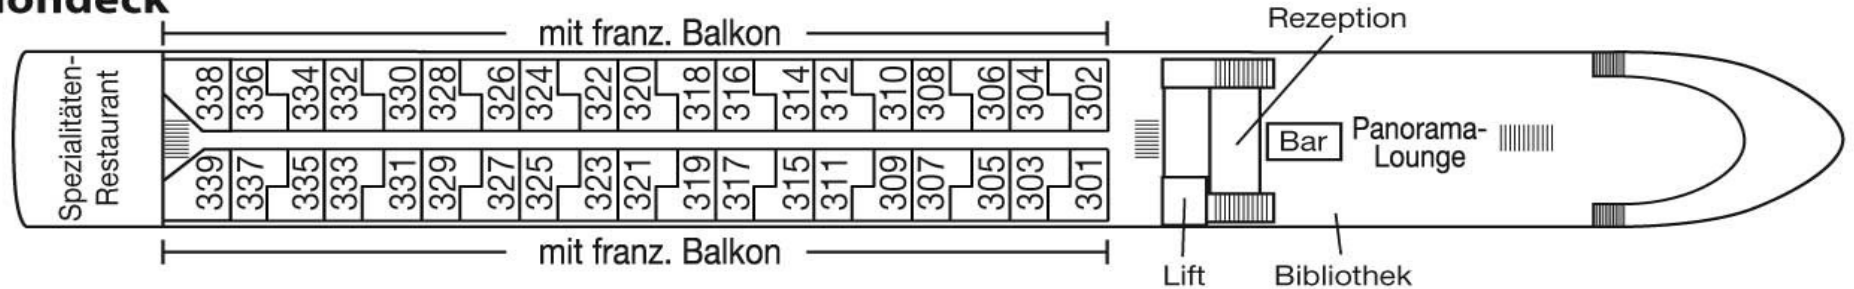 mit franz. Balkon
Rezeption
338 336 334 332 330 328 326 324 322 320 318 316 314 312 310 308 306 304 302
Spezialitäten-
Restaurant
Bar
Panorama-
Lounge
339 337 335 333 331 329 327 325 323 321 319 317 315 311 309 307 305 303 301
mit franz. Balkon
Lift
Bibliothek